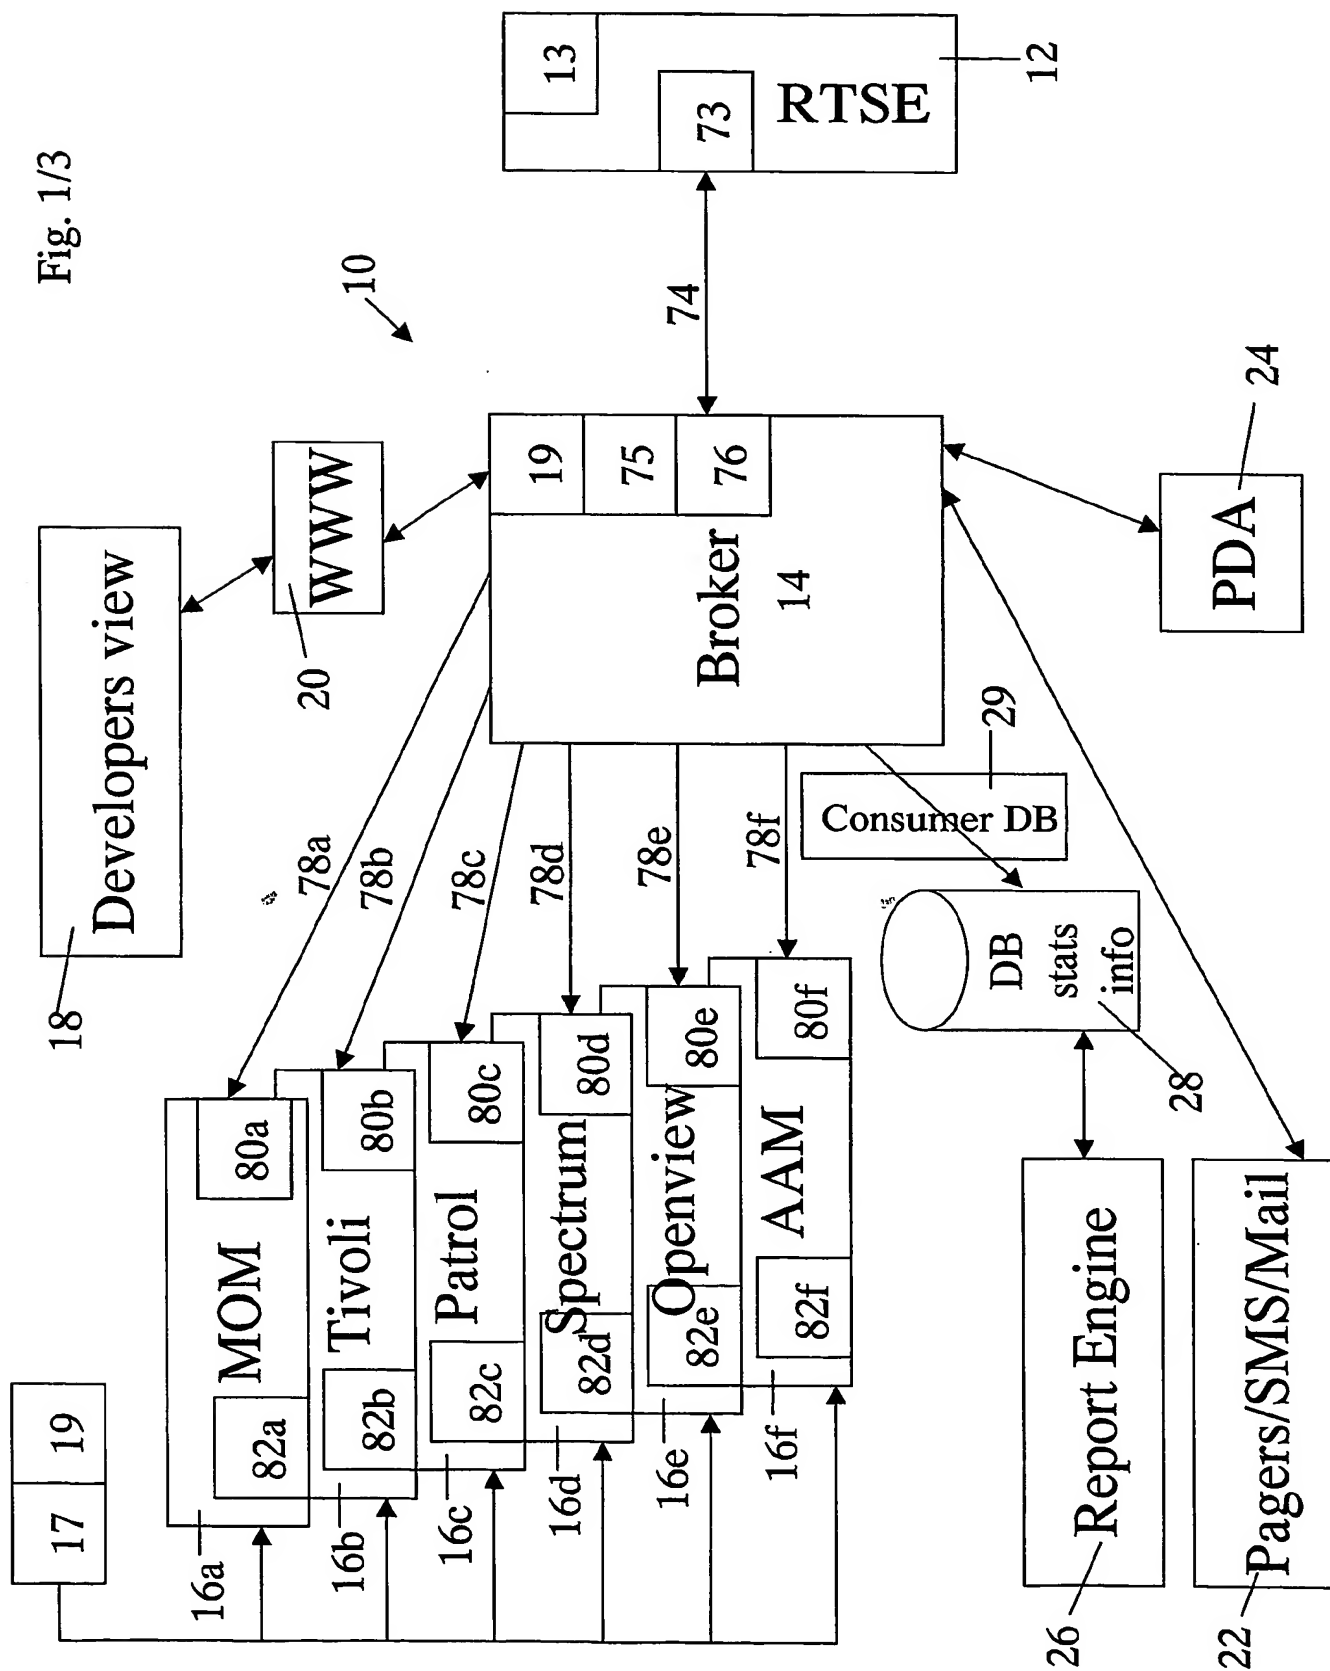 Fig. 1/3
10
13
73
RTSE
12
74
Developers view
18
WWW
20
19
75
76
Broker
14
PDA
24
Consumer DB
29
DB
stats
info
28
Report Engine
26
Pagers/SMS/Mail
22
78a
78b
78c
78d
78e
78f
17
19
MOM
80a
82a
16a
Tivoli
80b
82b
16b
Patrol
80c
82c
16c
Spectrum
80d
82d
16d
Openview
80e
82e
16e
AAM
80f
82f
16f